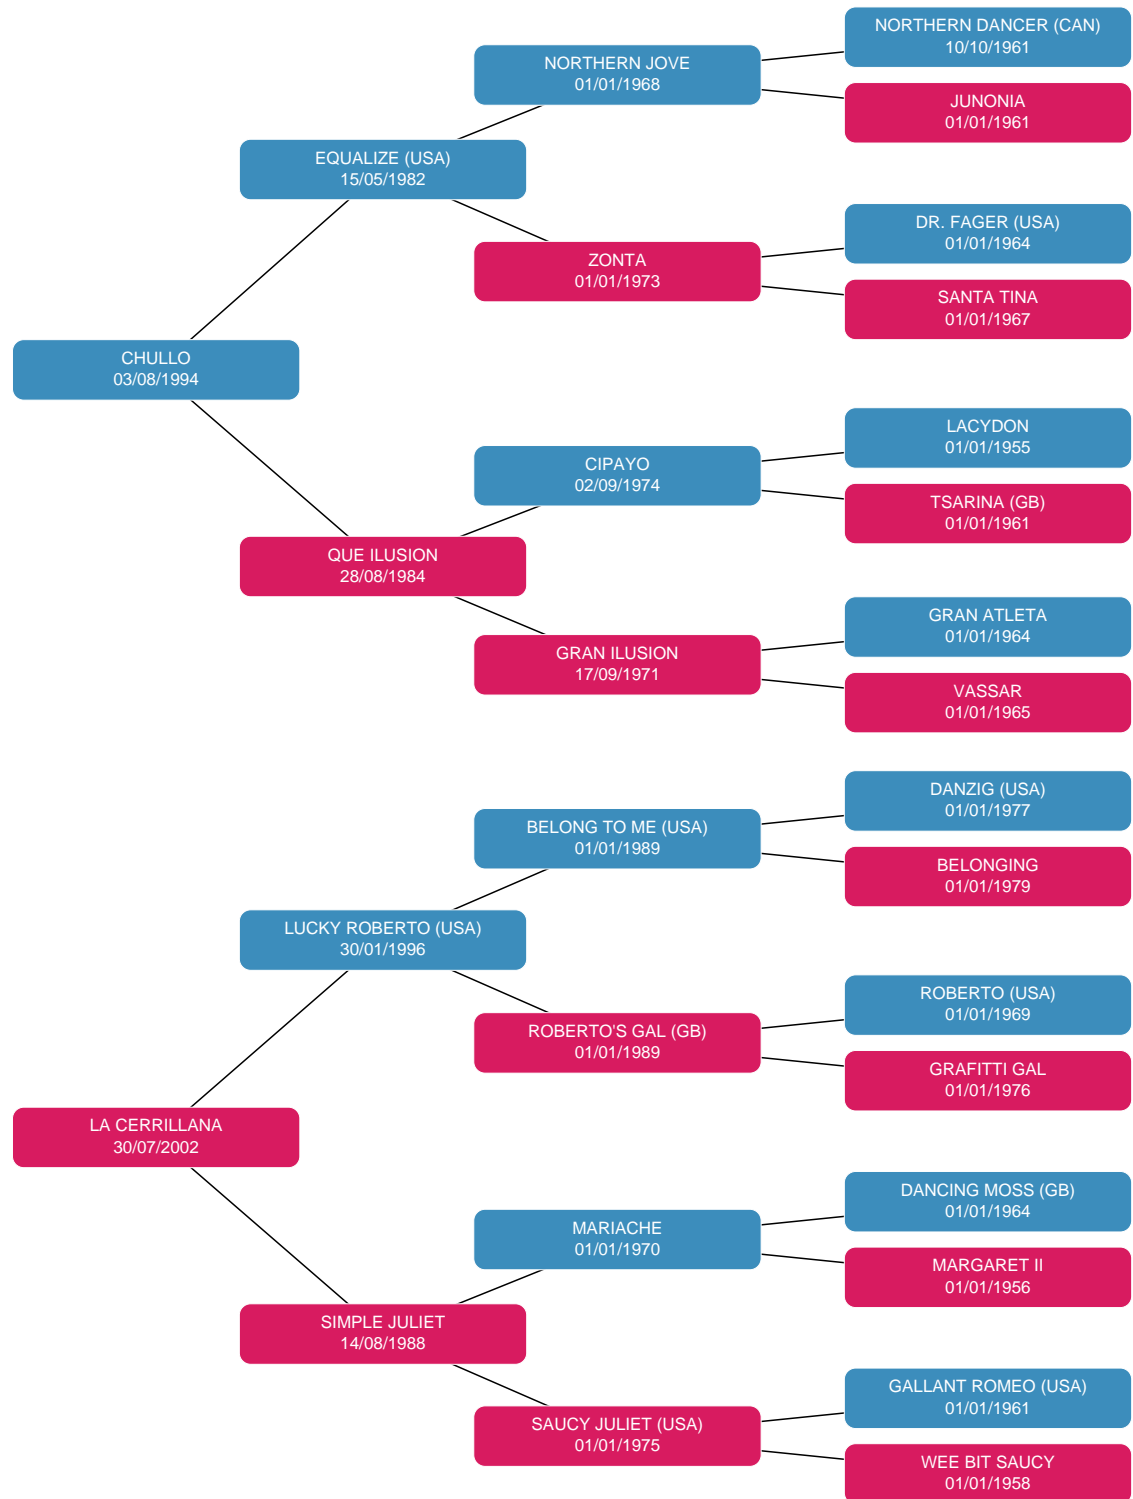 NORTHERN DANCER (CAN)
10/10/1961
NORTHERN JOVE
01/01/1968
JUNONIA
01/01/1961
EQUALIZE (USA)
15/05/1982
DR. FAGER (USA)
01/01/1964
ZONTA
01/01/1973
SANTA TINA
01/01/1967
CHULLO
03/08/1994
LACYDON
01/01/1955
CIPAYO
02/09/1974
TSARINA (GB)
01/01/1961
QUE ILUSION
28/08/1984
GRAN ATLETA
01/01/1964
GRAN ILUSION
17/09/1971
VASSAR
01/01/1965
DANZIG (USA)
01/01/1977
BELONG TO ME (USA)
01/01/1989
BELONGING
01/01/1979
LUCKY ROBERTO (USA)
30/01/1996
ROBERTO (USA)
01/01/1969
ROBERTO'S GAL (GB)
01/01/1989
GRAFITTI GAL
01/01/1976
LA CERRILLANA
30/07/2002
DANCING MOSS (GB)
01/01/1964
MARIACHE
01/01/1970
MARGARET II
01/01/1956
SIMPLE JULIET
14/08/1988
GALLANT ROMEO (USA)
01/01/1961
SAUCY JULIET (USA)
01/01/1975
WEE BIT SAUCY
01/01/1958